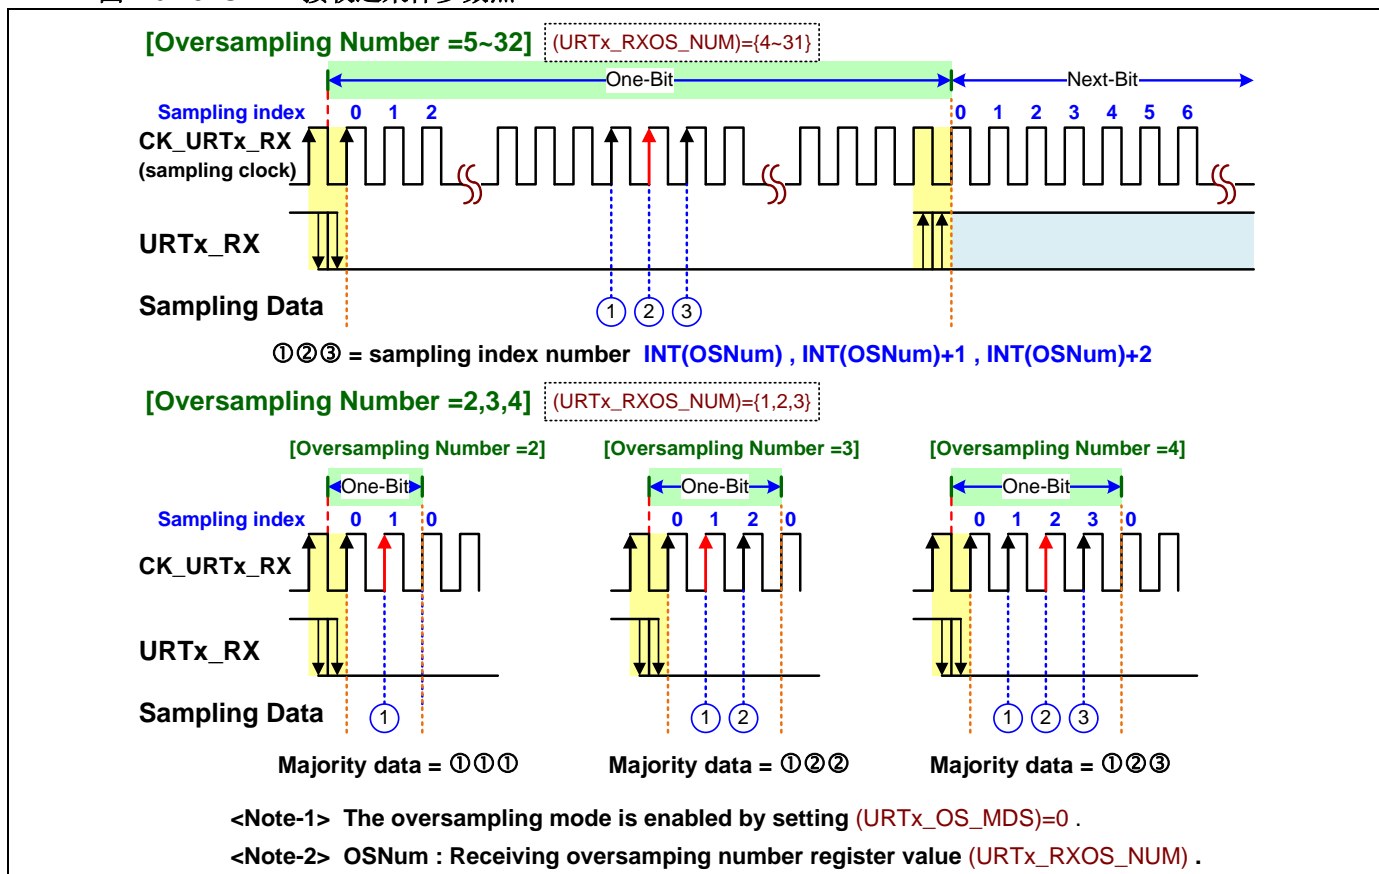 [Oversampling Number =5~32] (URTx_RXOS_NUM)={4~31}
One-Bit Next-Bit
Sampling index 0 1 2 0 1 2 3 4 5 6
CK_URTx_RX
(sampling clock)
URTx_RX
Sampling Data 1 2 3
①②③ = sampling index number INT(OSNum) , INT(OSNum)+1 , INT(OSNum)+2
[Oversampling Number =2,3,4] (URTx_RXOS_NUM)={1,2,3}
[Oversampling Number =2] [Oversampling Number =3] [Oversampling Number =4]
One-Bit One-Bit One-Bit
Sampling index 0 1 0 0 1 2 0 0 1 2 3 0
CK_URTx_RX
URTx_RX
Sampling Data 1 1 2 1 2 3
Majority data = ①①① Majority data = ①②② Majority data = ①②③
<Note-1> The oversampling mode is enabled by setting (URTx_OS_MDS)=0 .
<Note-2> OSNum : Receiving oversamping number register value (URTx_RXOS_NUM) .